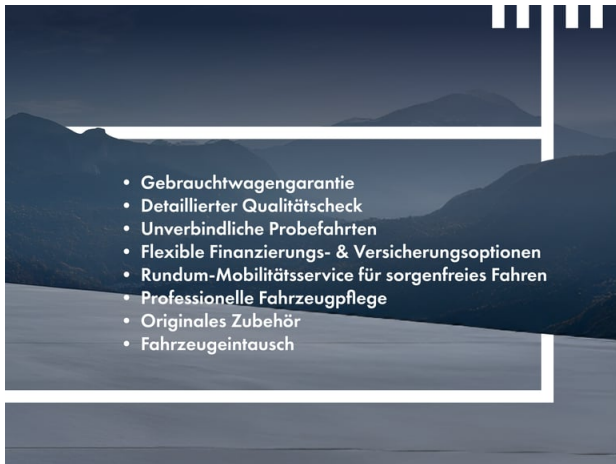 • Gebrauchtwagengarantie
• Detaillierter Qualitätscheck
• Unverbindliche Probefahrten
• Flexible Finanzierungs- & Versicherungsoptionen
• Rundum-Mobilitätsservice für sorgenfreies Fahren
• Professionelle Fahrzeugpflege
• Originales Zubehör
• Fahrzeugeintausch